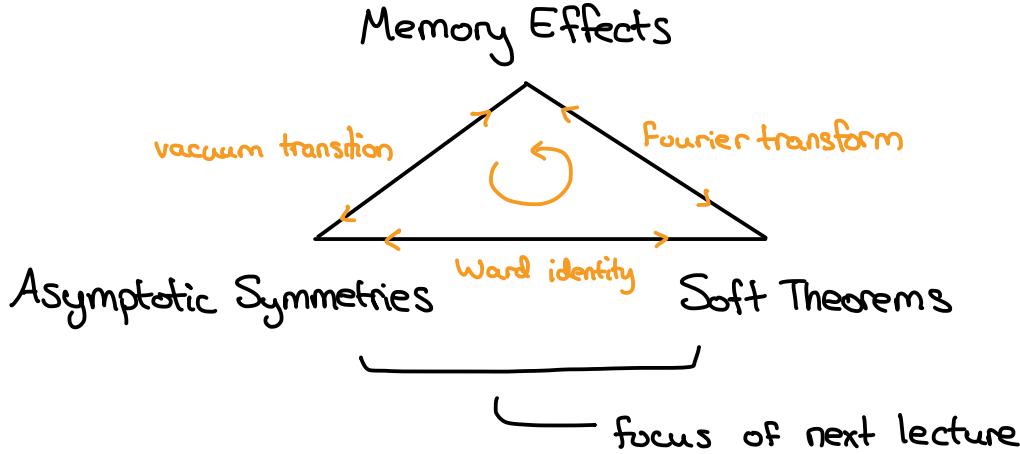 Memory Effects
vacuum transition
Fourier transform
Ward identity
Asymptotic Symmetries
Soft Theorems
focus of next lecture